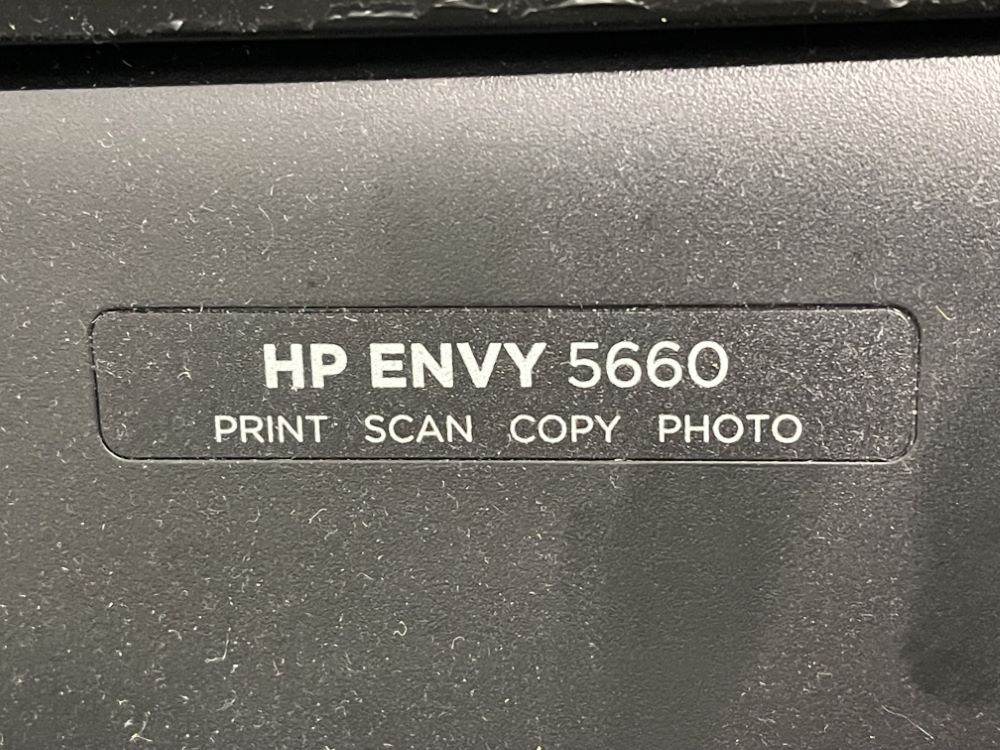 HP ENVY 5660
PRINT SCAN COPY PHOTO